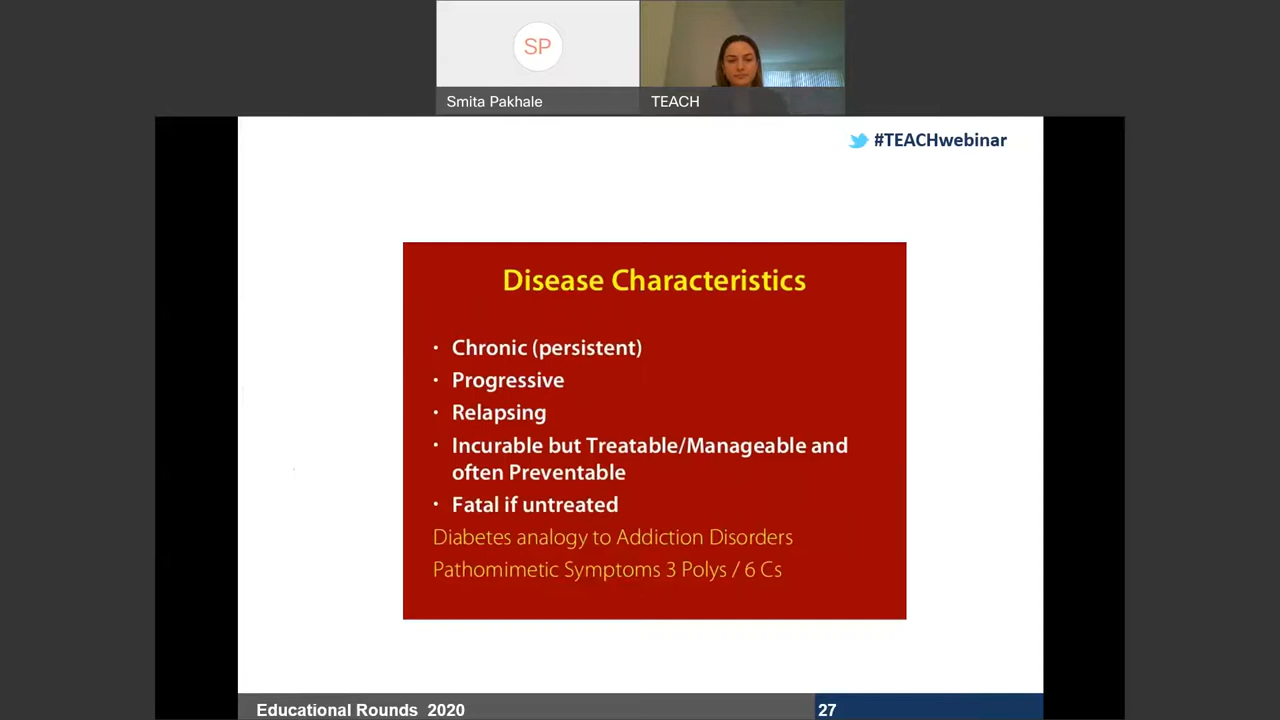 SP
Smita Pakhale
TEACH
#TEACHwebinar
Disease Characteristics
• Chronic (persistent)
• Progressive
• Relapsing
• Incurable but Treatable/Manageable and
often Preventable
• Fatal if untreated
Diabetes analogy to Addiction Disorders
Pathomimetic Symptoms 3 Polys / 6 Cs
Educational Rounds 2020
27